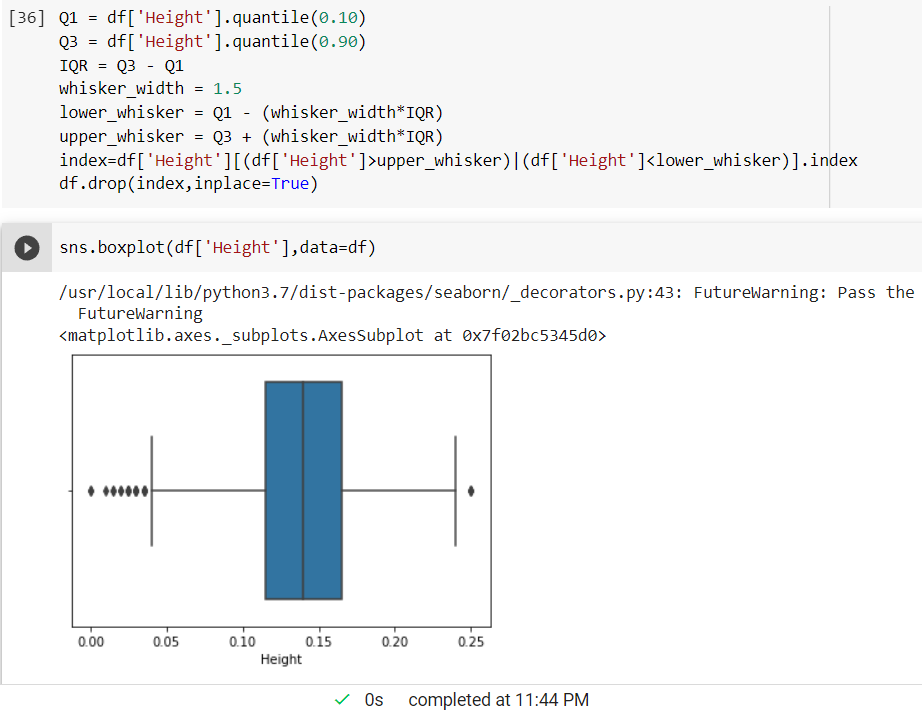 [36] Q1 = df['Height'].quantile(0.10)
Q3 = df['Height'].quantile(0.90)
IQR = Q3 - Q1
whisker_width = 1.5
lower_whisker = Q1 - (whisker_width*IQR)
upper_whisker = Q3 + (whisker_width*IQR)
index=df['Height'][(df['Height']>upper_whisker)|(df['Height']<lower_whisker)].index
df.drop(index,inplace=True)
sns.boxplot(df['Height'],data=df)
/usr/local/lib/python3.7/dist-packages/seaborn/_decorators.py:43: FutureWarning: Pass the
FutureWarning
<matplotlib.axes._subplots.AxesSubplot at 0x7f02bc5345d0>
0.00 0.05 0.10 0.15 0.20 0.25
Height
0s completed at 11:44 PM